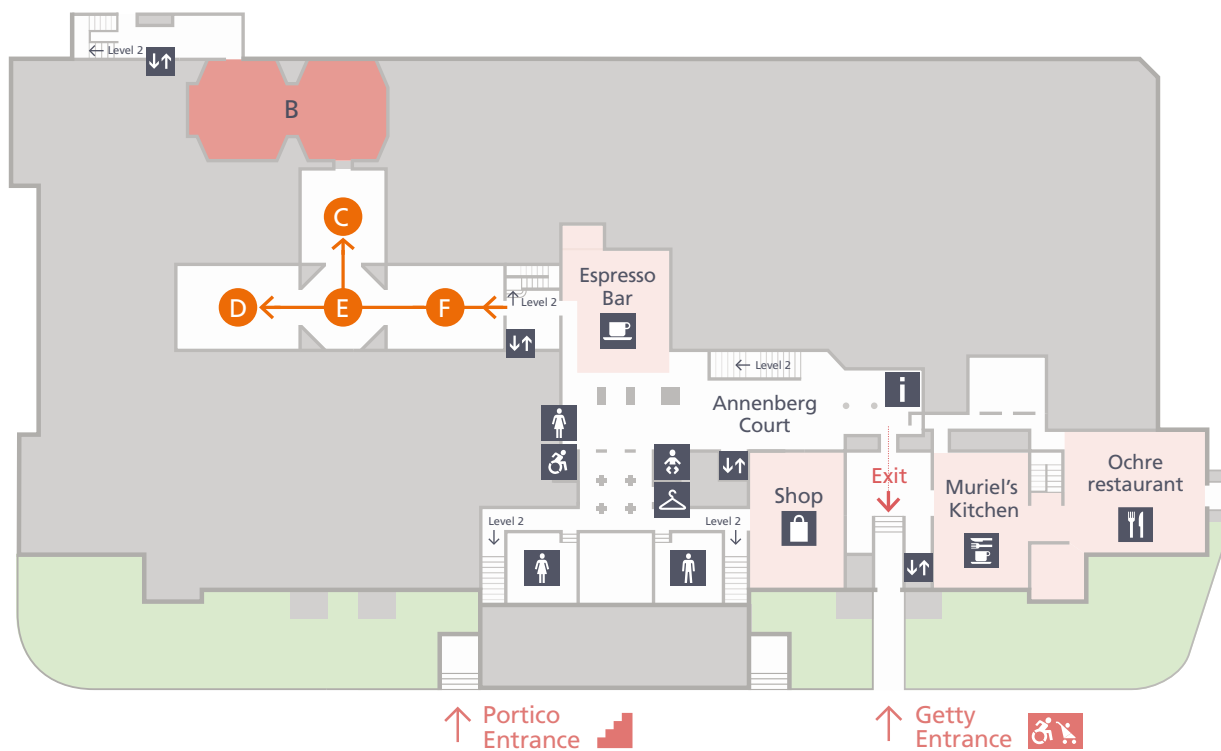 ← Level 2
B
C
Espresso
Bar
D
E
F
↑ Level 2
← Level 2
i
Annenberg
Court
Exit
Ochre
restaurant
Shop
Muriel's
Kitchen
Level 2
Level 2
Portico
Entrance
Getty
Entrance